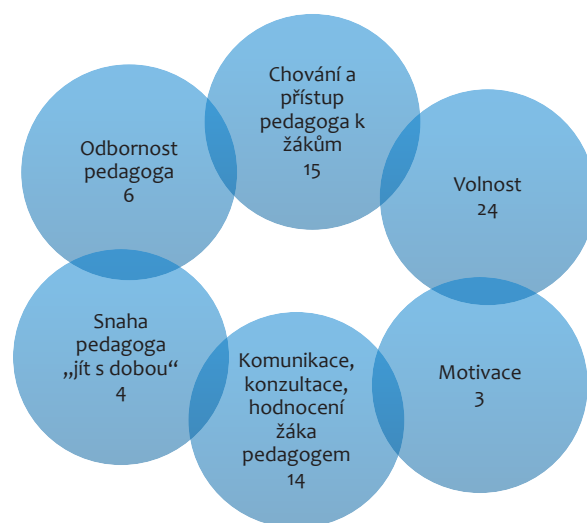 Chování a
přístup
pedagoga k
žákům
15
Odbornost
pedagoga
6
Volnost
24
Snaha
pedagoga
„jít s dobou“
4
Komunikace,
konzultace,
hodnocení
žáka
pedagogem
14
Motivace
3